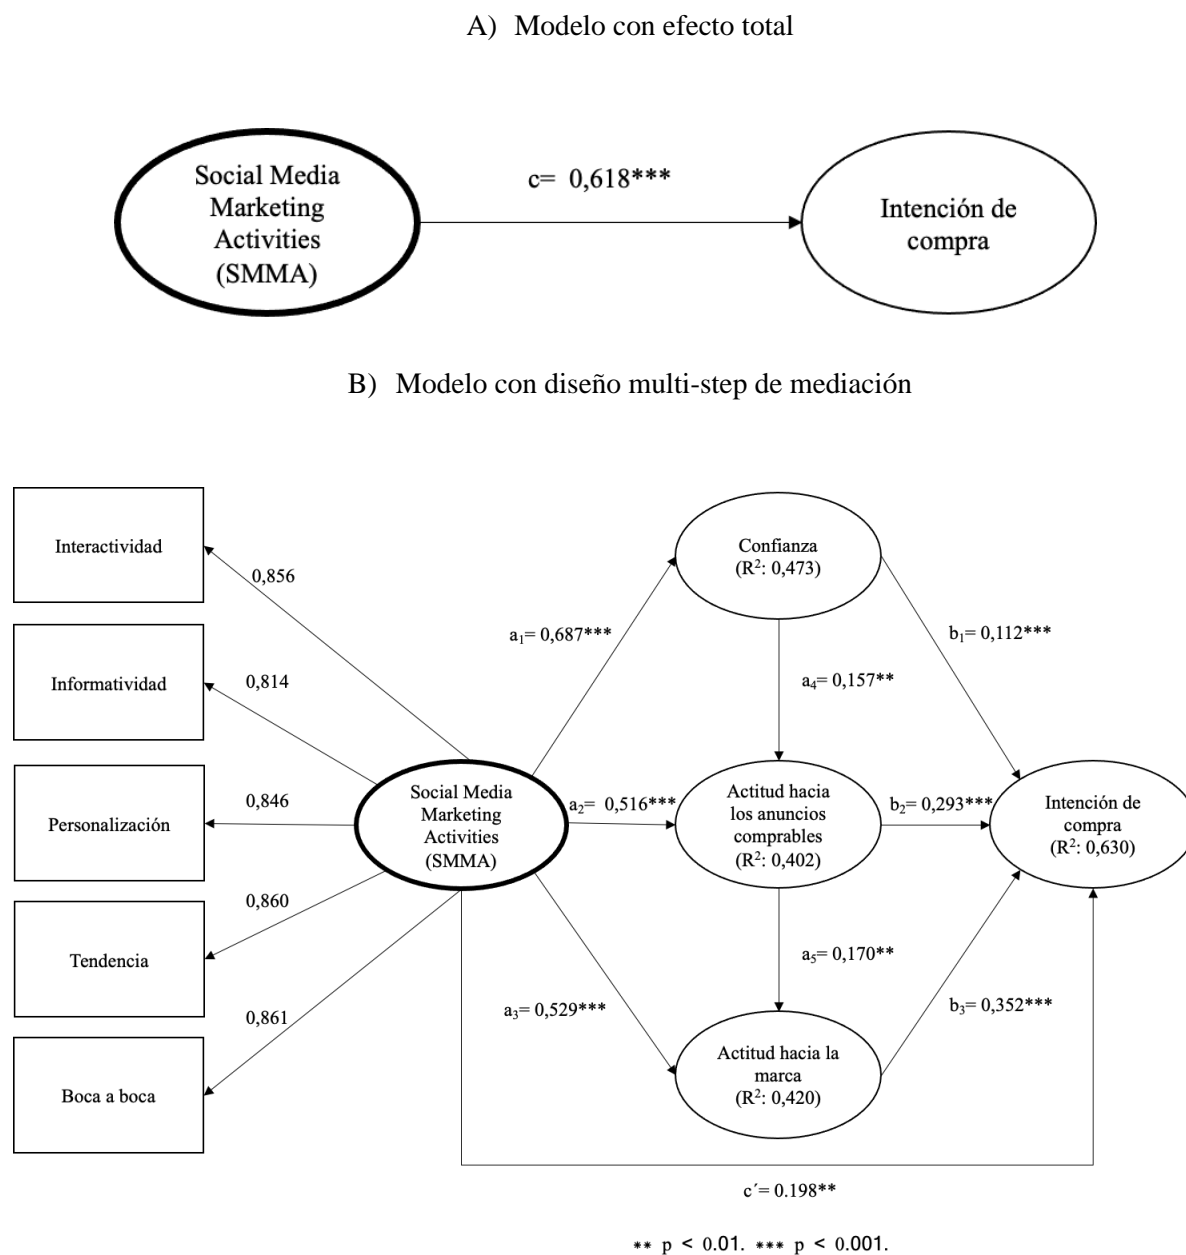 A) Modelo con efecto total
Social Media
Marketing
Activities
(SMMA)
c= 0,618***
Intención de
compra
B) Modelo con diseño multi-step de mediación
Interactividad
0,856
Informatividad
0,814
Personalización
0,846
Tendencia
0,860
Boca a boca
0,861
Social Media
Marketing
Activities
(SMMA)
a₁= 0,687***
a₂= 0,516***
a₃= 0,529***
Confianza
(R²: 0,473)
a₄= 0,157**
Actitud hacia
los anuncios
comprables
(R²: 0,402)
a₅= 0,170**
Actitud hacia la
marca
(R²: 0,420)
b₁= 0,112***
b₂= 0,293***
b₃= 0,352***
Intención de
compra
(R²: 0,630)
c´= 0.198**
** p < 0.01. *** p < 0.001.